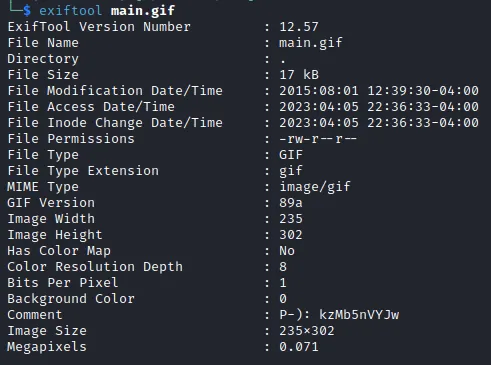 └─$ exiftool main.gif
ExifTool Version Number         : 12.57
File Name                       : main.gif
Directory                       : .
File Size                       : 17 kB
File Modification Date/Time     : 2015:08:01 12:39:30-04:00
File Access Date/Time           : 2023:04:05 22:36:33-04:00
File Inode Change Date/Time     : 2023:04:05 22:36:33-04:00
File Permissions                : -rw-r--r--
File Type                       : GIF
File Type Extension             : gif
MIME Type                       : image/gif
GIF Version                     : 89a
Image Width                     : 235
Image Height                    : 302
Has Color Map                   : No
Color Resolution Depth          : 8
Bits Per Pixel                  : 1
Background Color                : 0
Comment                         : P-): kzMb5nVYJw
Image Size                      : 235×302
Megapixels                      : 0.071